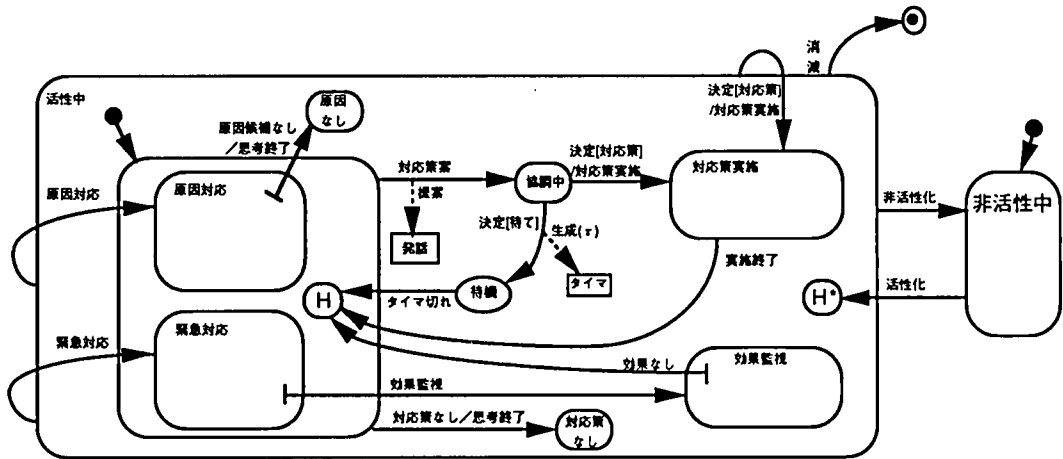 消
滅
活性中
原因
なし
原因候補なし
／思考終了
決定[対応策]
/対応策実施
対応策案
決定[対応策]
/対応策実施
対応策実施
協調中
提案
原因対応
原因対応
非活性化
非活性中
発話
決定[待て]
生成(τ)
タイマ
実施終了
待機
タイマ切れ
H
H*
活性化
緊急対応
緊急対応
効果なし
効果監視
効果監視
対応策なし／思考終了
対応策
なし